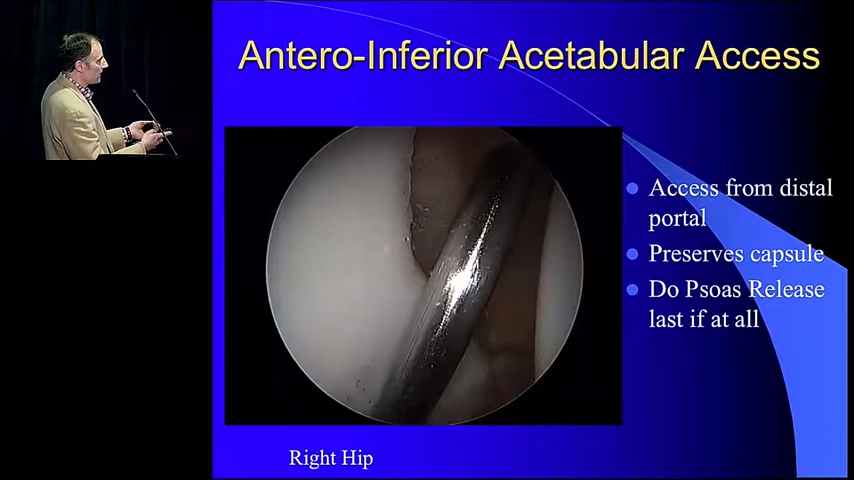 Antero-Inferior Acetabular Access
Access from distal
portal
Preserves capsule
Do Psoas Release
last if at all
Right Hip